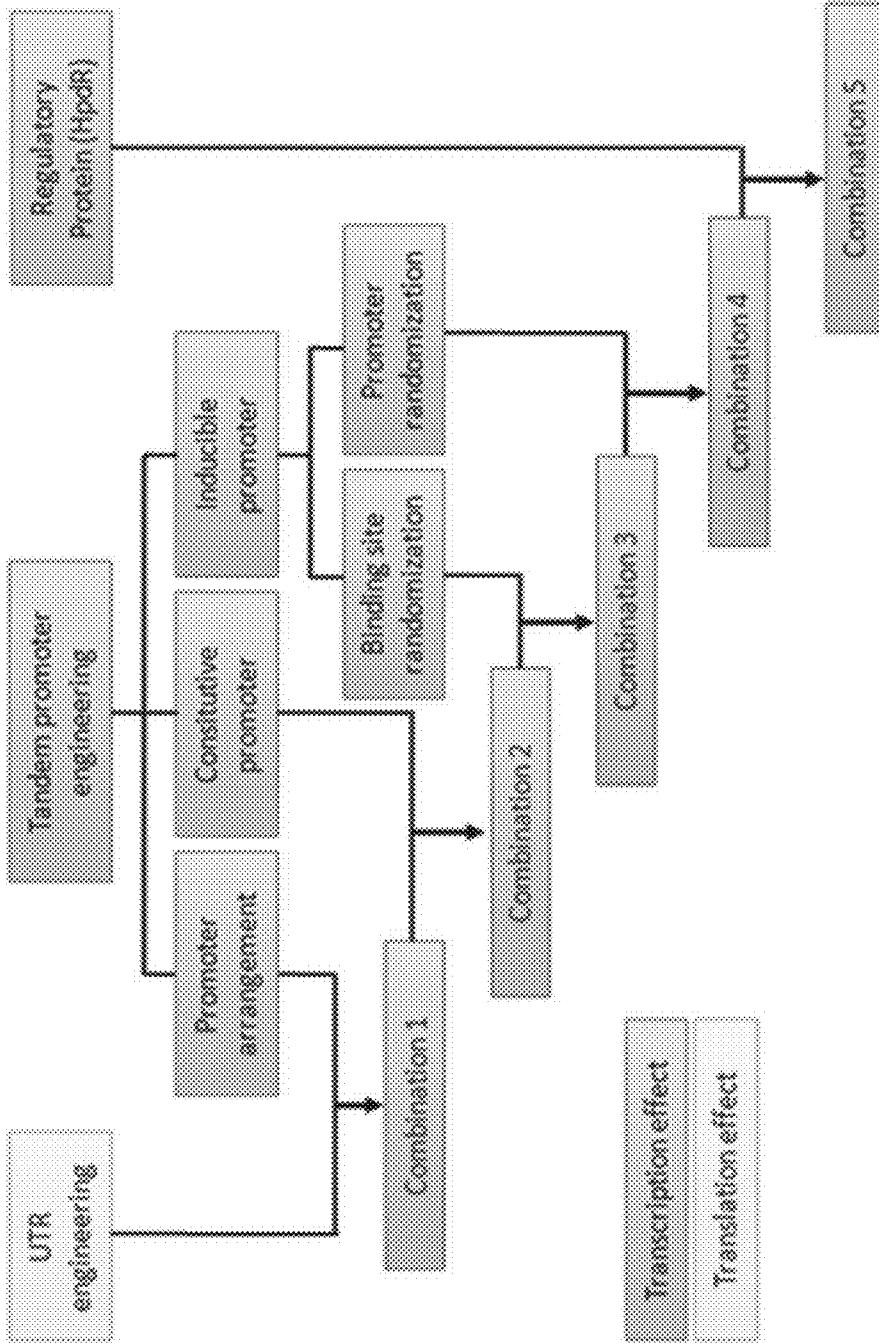 UTR
engineering
Tandem promoter
engineering
Regulatory
Protein (HpdR)
Promoter
arrangement
Consitutive
promoter
Inducible
promoter
Binding site
randomization
Promoter
randomization
Combination 1
Combination 2
Combination 3
Combination 4
Combination 5
Transcription effect
Translation effect